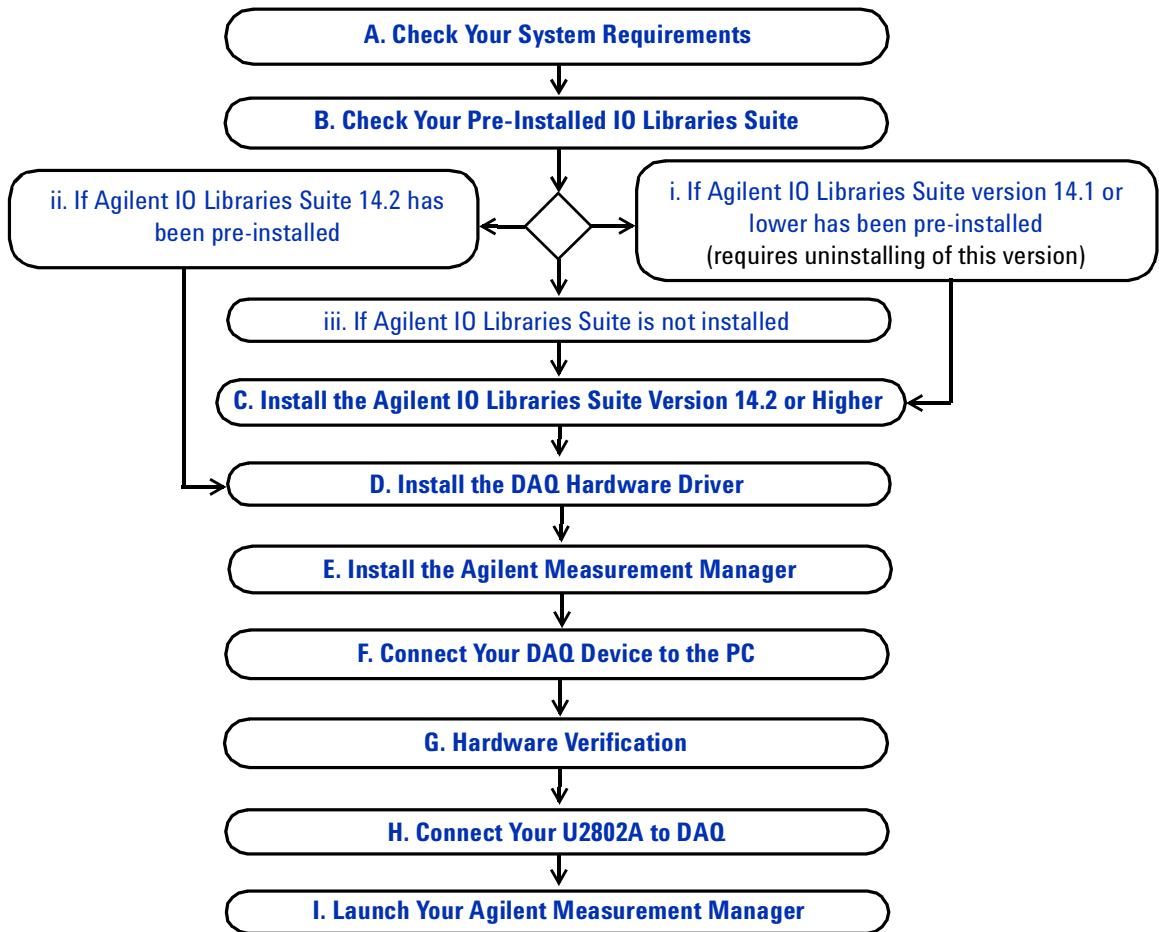 A. Check Your System Requirements
B. Check Your Pre-Installed IO Libraries Suite
ii. If Agilent IO Libraries Suite 14.2 has
been pre-installed
i. If Agilent IO Libraries Suite version 14.1 or
lower has been pre-installed
(requires uninstalling of this version)
iii. If Agilent IO Libraries Suite is not installed
C. Install the Agilent IO Libraries Suite Version 14.2 or Higher
D. Install the DAQ Hardware Driver
E. Install the Agilent Measurement Manager
F. Connect Your DAQ Device to the PC
G. Hardware Verification
H. Connect Your U2802A to DAQ
I. Launch Your Agilent Measurement Manager